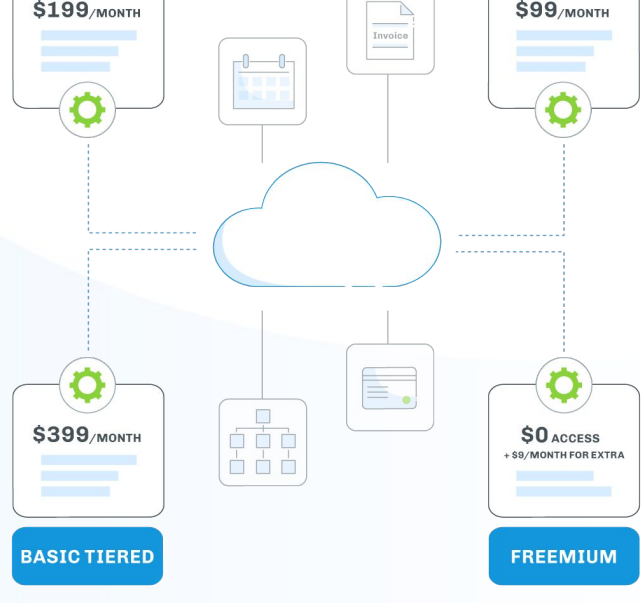 $199/MONTH
$99/MONTH
Invoice
$399/MONTH
$0 ACCESS
+ $9/MONTH FOR EXTRA
BASIC TIERED
FREEMIUM